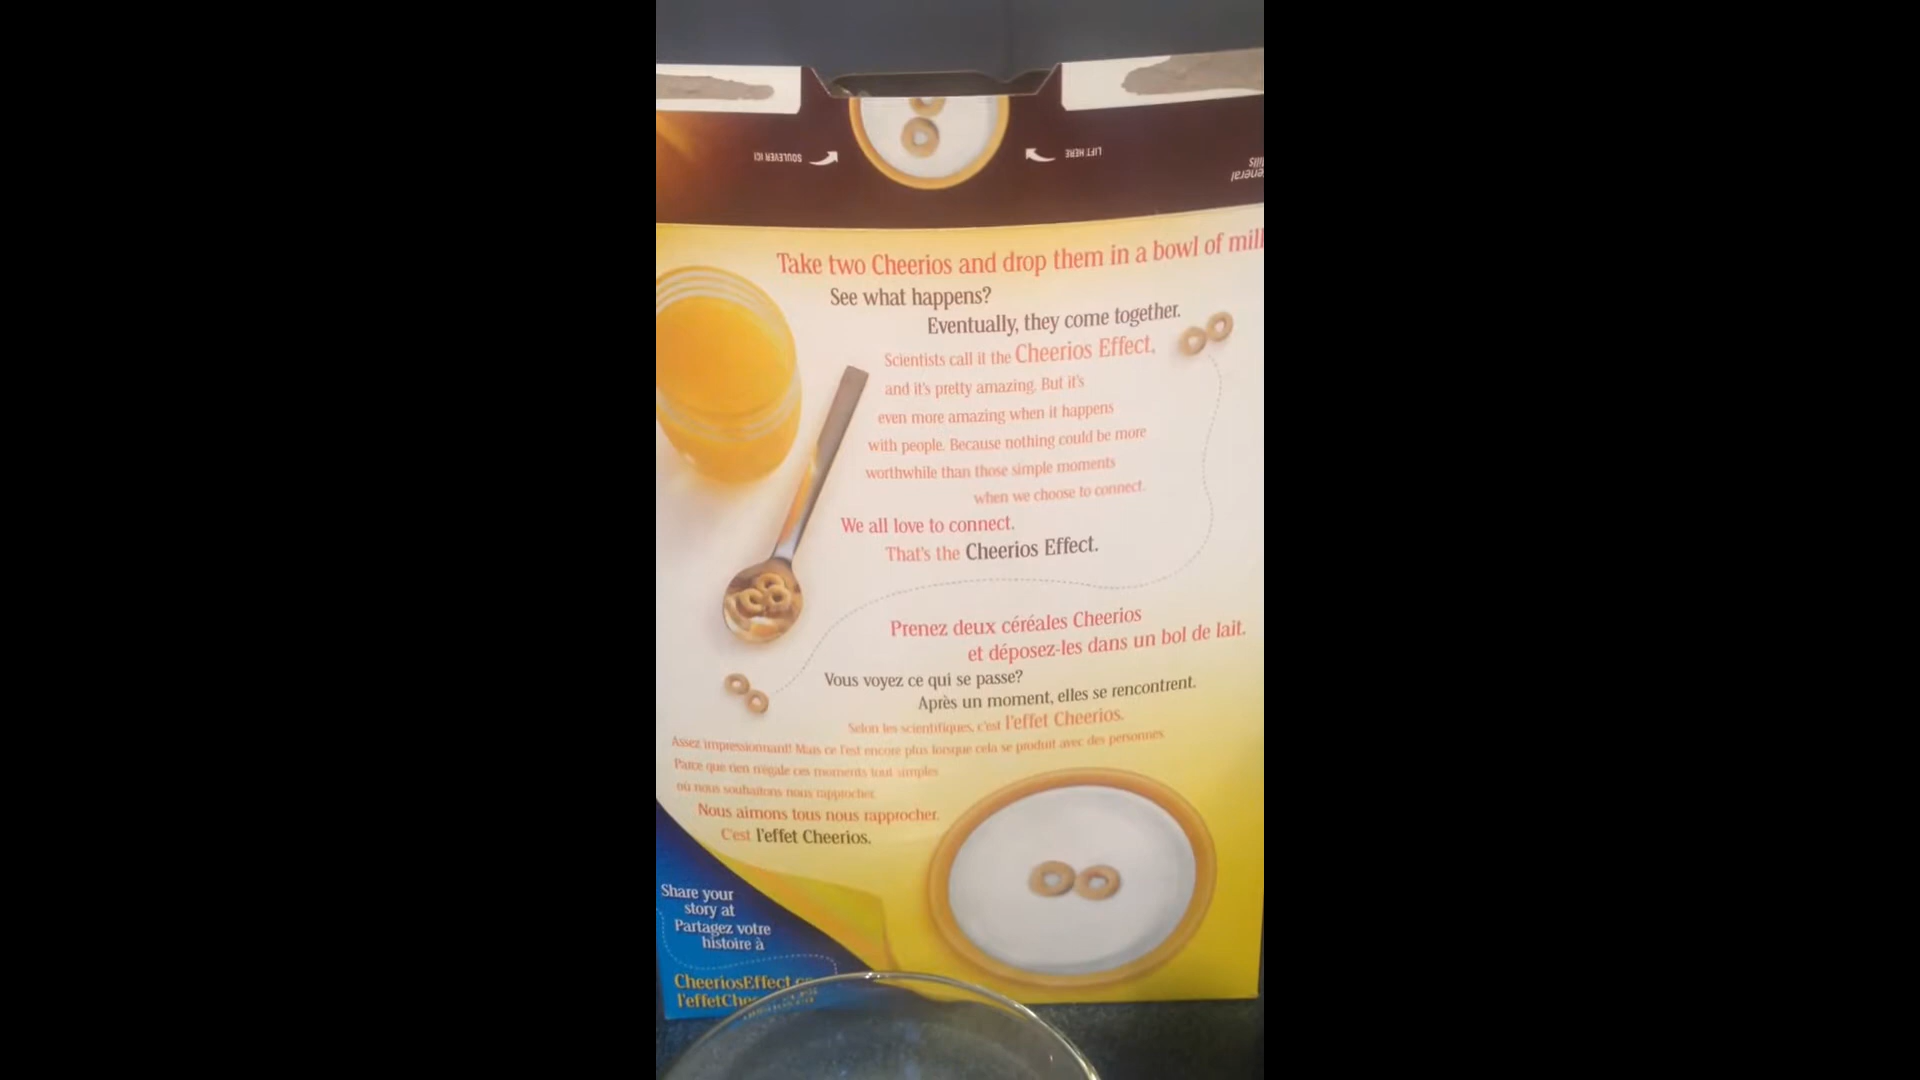 SOULEVER ICI
LIFT HERE
General
Mills
Take two Cheerios and drop them in a bowl of mil
See what happens?
Eventually, they come together.
Scientists call it the Cheerios Effect,
and it's pretty amazing. But it's
even more amazing when it happens
with people. Because nothing could be more
worthwhile than those simple moments
when we choose to connect.
We all love to connect.
That's the Cheerios Effect.
Prenez deux céréales Cheerios
et déposez-les dans un bol de lait.
Vous voyez ce qui se passe?
Après un moment, elles se rencontrent.
Selon les scientifiques, c'est l'effet Cheerios.
Assez impressionnant! Mais ce l'est encore plus lorsque cela se produit avec des personnes.
Parce que rien n'égale ces moments tout simples
où nous souhaitons nous rapprocher.
Nous aimons tous nous rapprocher.
C'est l'effet Cheerios.
Share your
story at
Partagez votre
histoire à
CheeriosEffect.c
l'effetChe